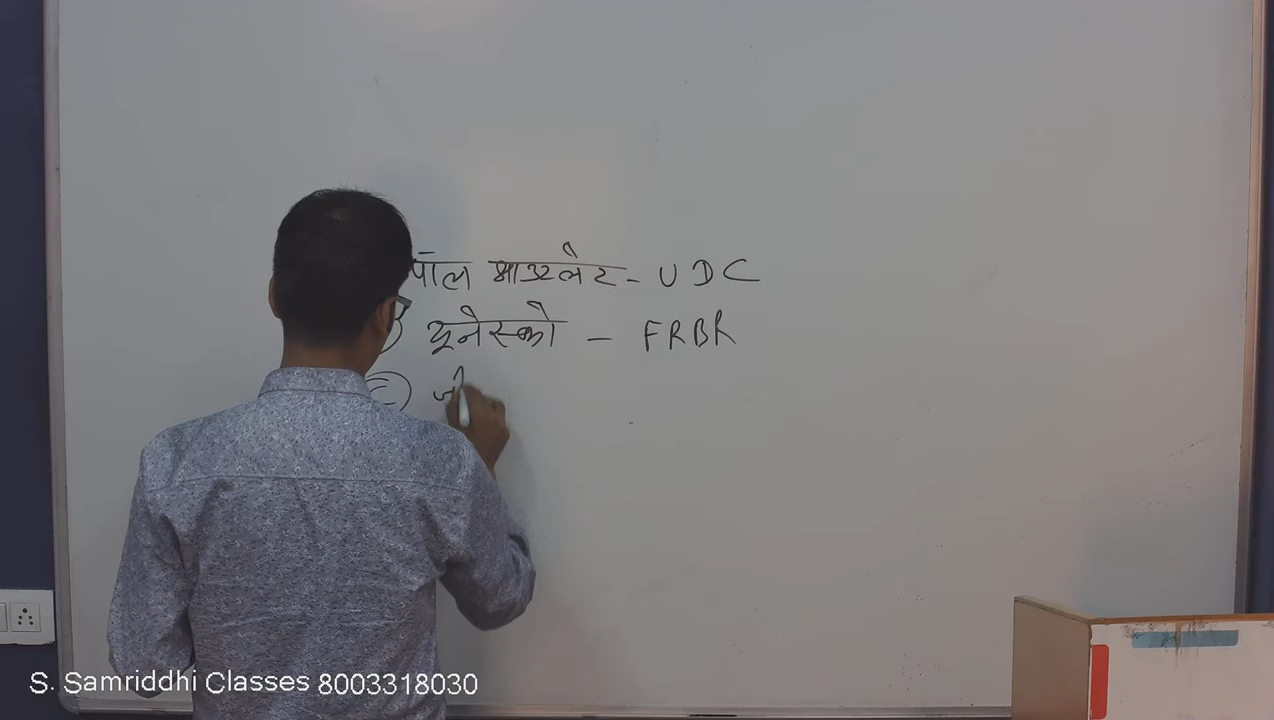 पॉल आउटलेट - UDC
यूनेस्को - FRBR
C
S. Samriddhi Classes 8003318030